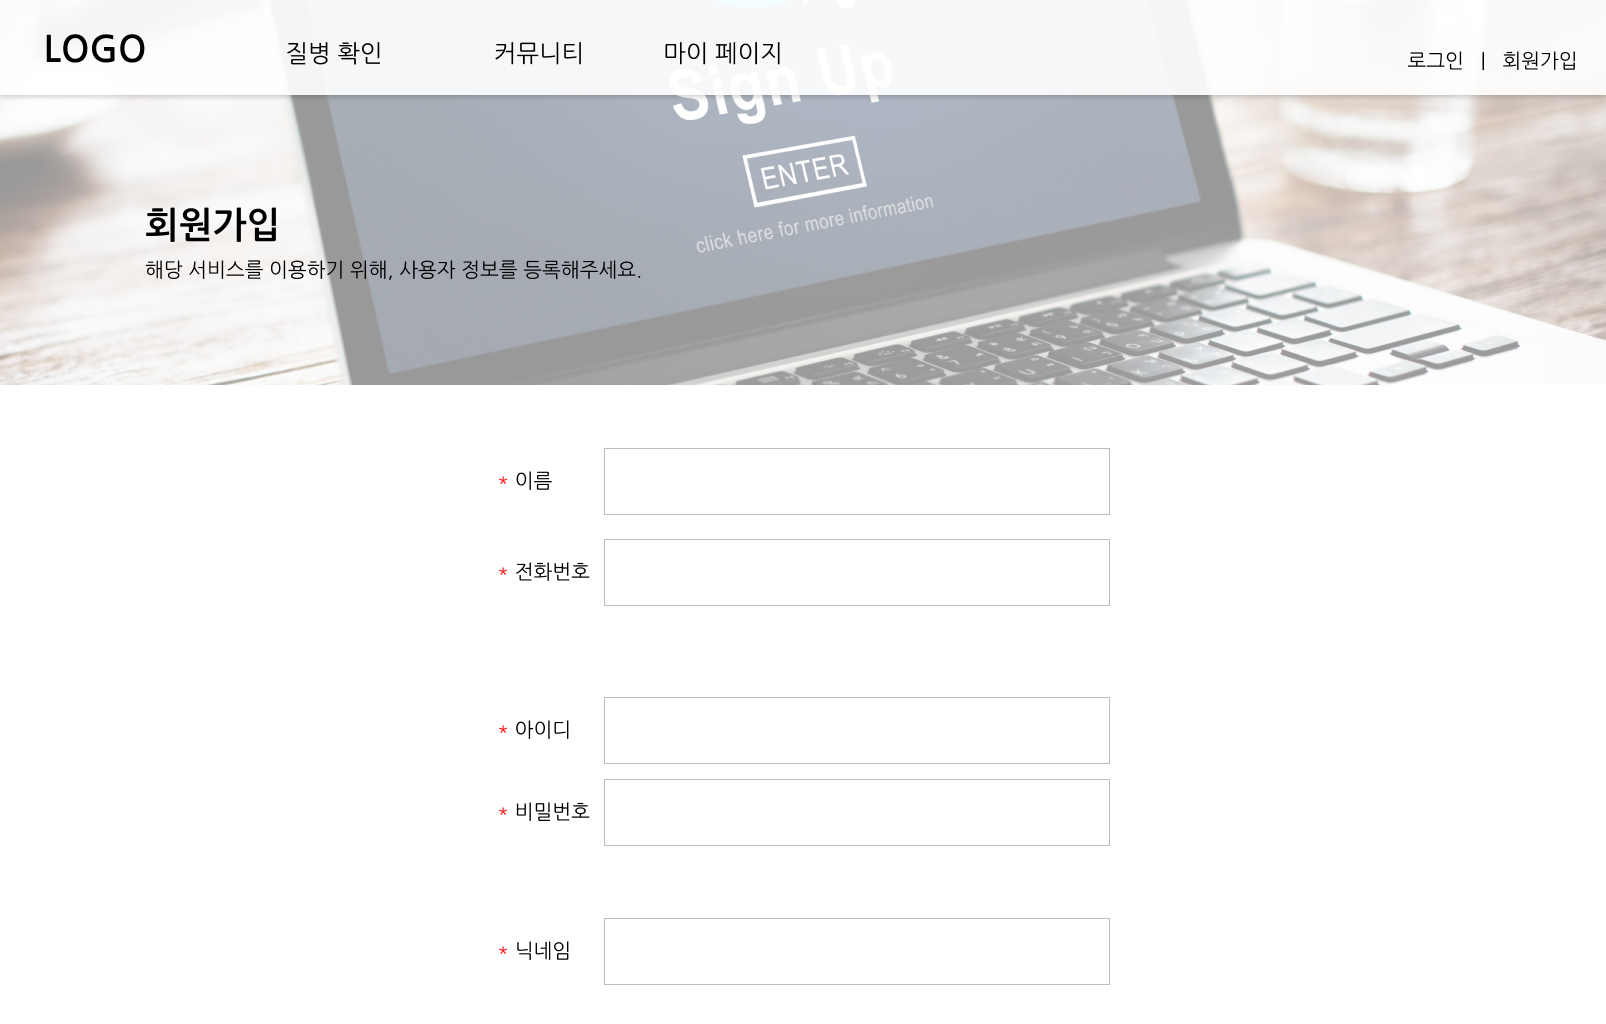 LOGO 질병 확인 커뮤니티 마이 페이지 로그인 | 회원가입
Sign Up
ENTER
click here for more information
회원가입
해당 서비스를 이용하기 위해, 사용자 정보를 등록해주세요.
* 이름
* 전화번호
* 아이디
* 비밀번호
* 닉네임